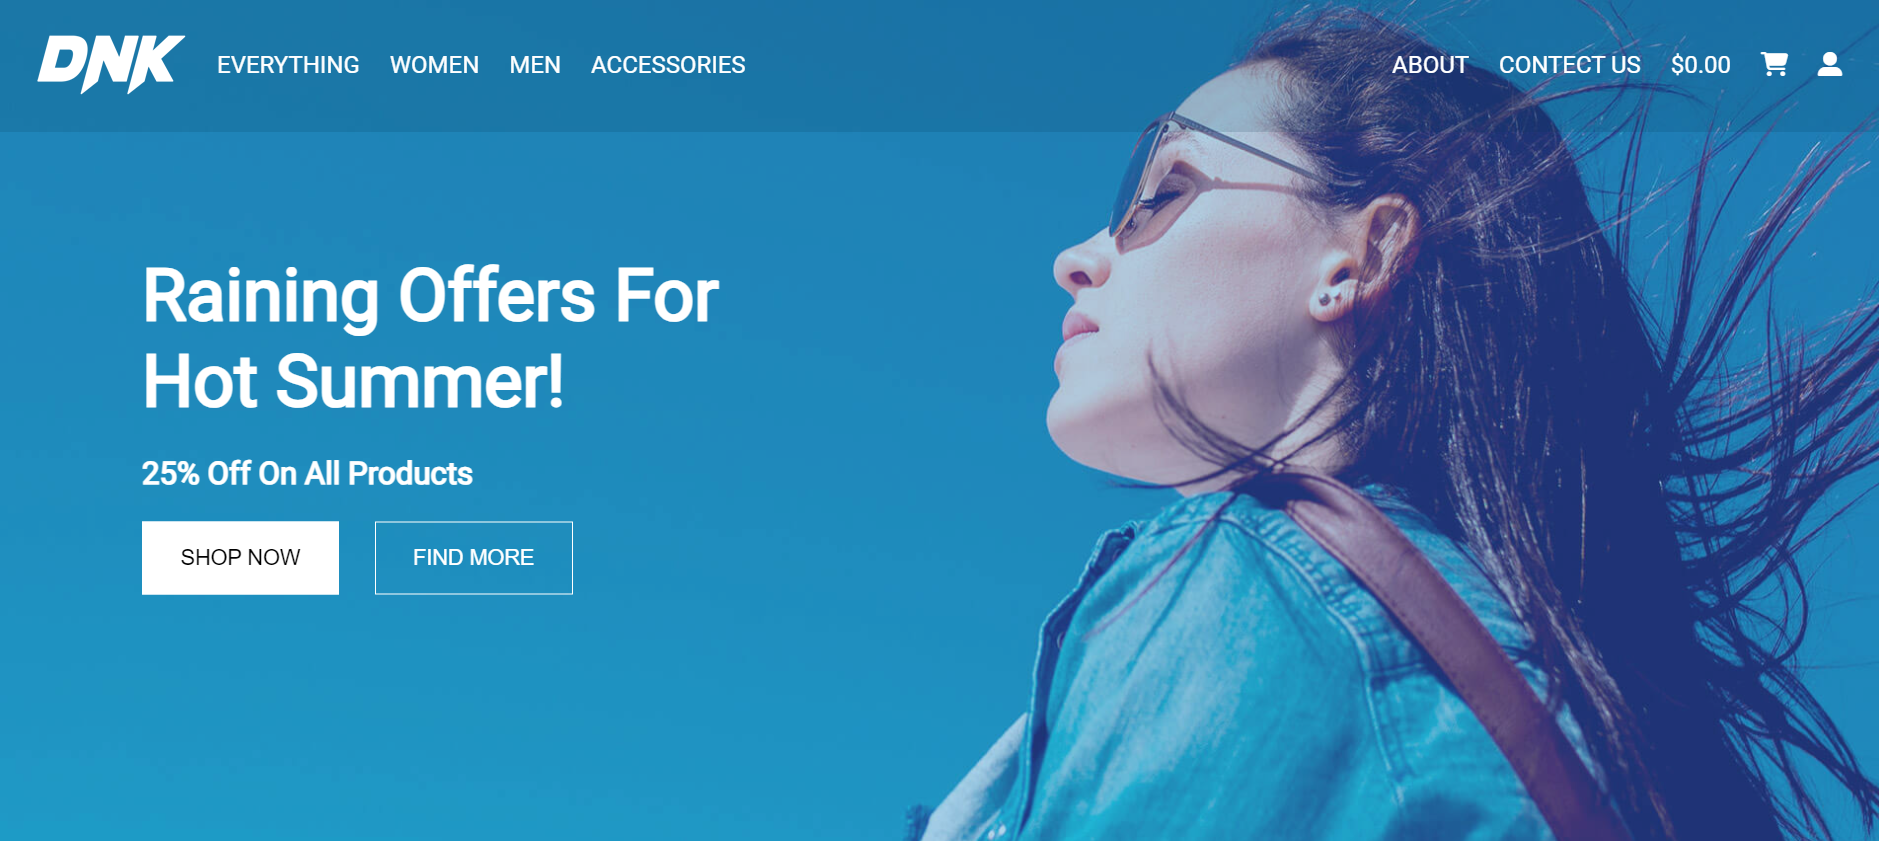 DNK EVERYTHING WOMEN MEN ACCESSORIES ABOUT CONTECT US $0.00
Raining Offers For
Hot Summer!
25% Off On All Products
SHOP NOW FIND MORE